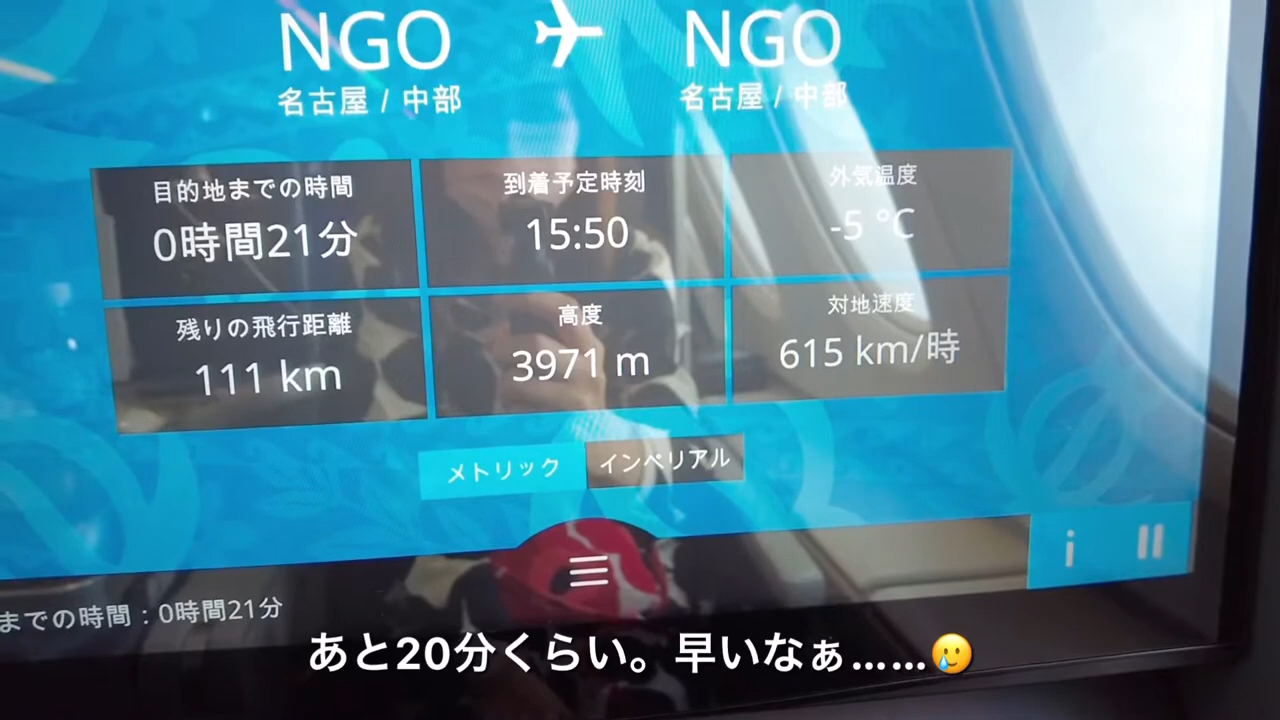 NGO NGO
名古屋 / 中部 名古屋 / 中部
目的地までの時間
0時間21分
到着予定時刻
15:50
外気温度
-5 °C
残りの飛行距離
111 km
高度
3971 m
対地速度
615 km/時
メトリック インペリアル
i
までの時間：0時間21分
あと20分くらい。早いなぁ……🥲